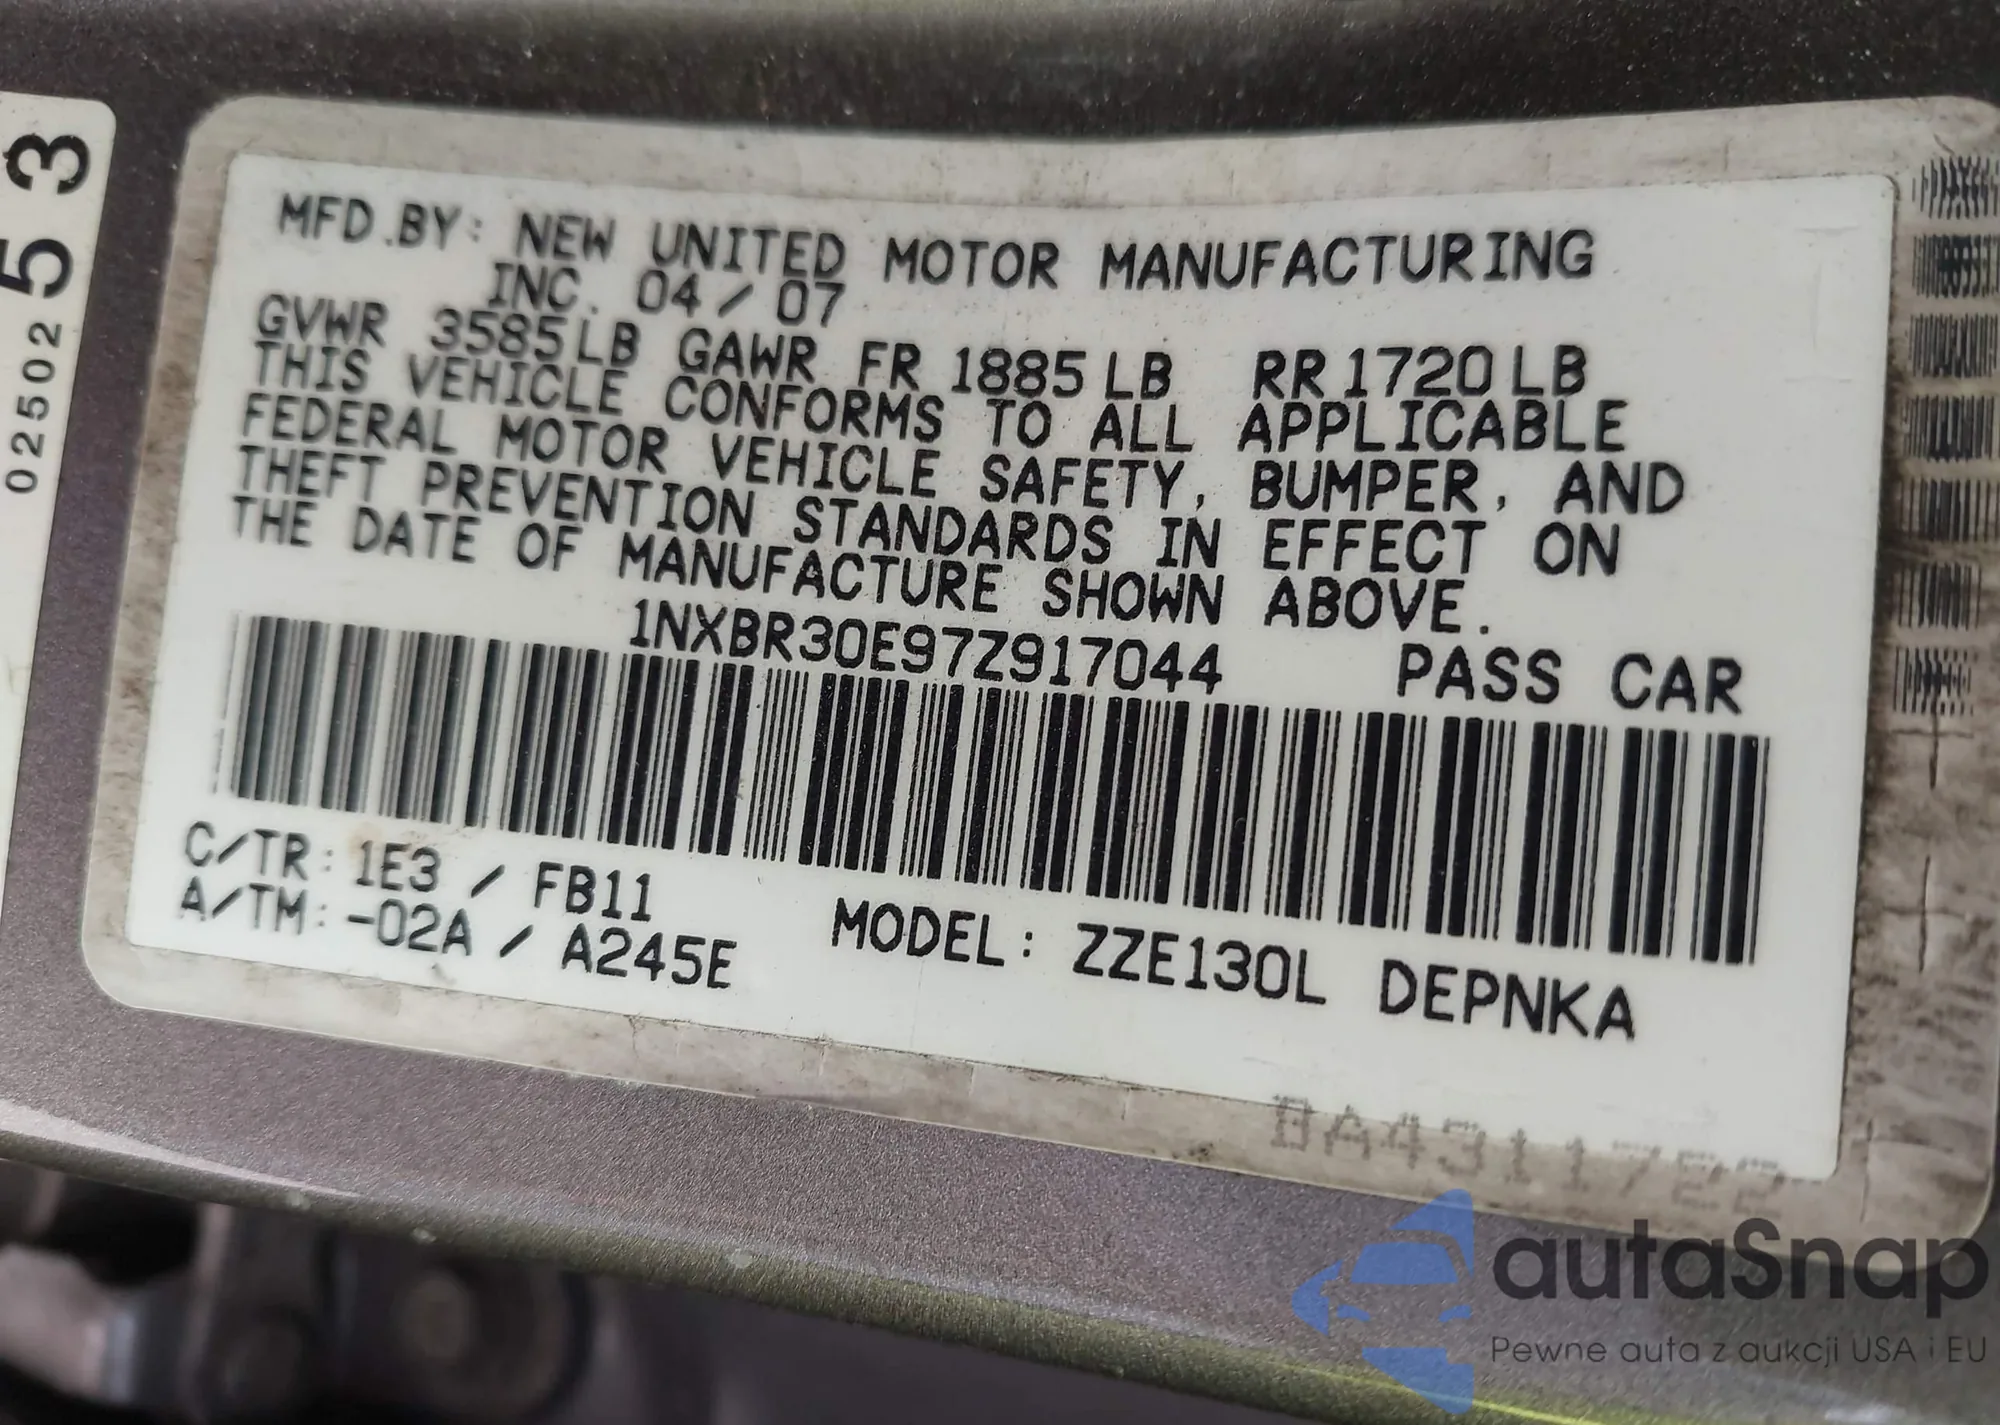 MFD.BY: NEW UNITED MOTOR MANUFACTURING
INC. 04/07
GVWR 3585LB GAWR FR 1885LB RR1720LB
THIS VEHICLE CONFORMS TO ALL APPLICABLE
FEDERAL MOTOR VEHICLE SAFETY, BUMPER, AND
THEFT PREVENTION STANDARDS IN EFFECT ON
THE DATE OF MANUFACTURE SHOWN ABOVE.
1NXBR30E97Z917044 PASS CAR
C/TR: 1E3 / FB11
A/TM: -02A / A245E
MODEL: ZZE130L DEPNKA
02502
53
autaSnap
Pewne auta z aukcji USA i EU